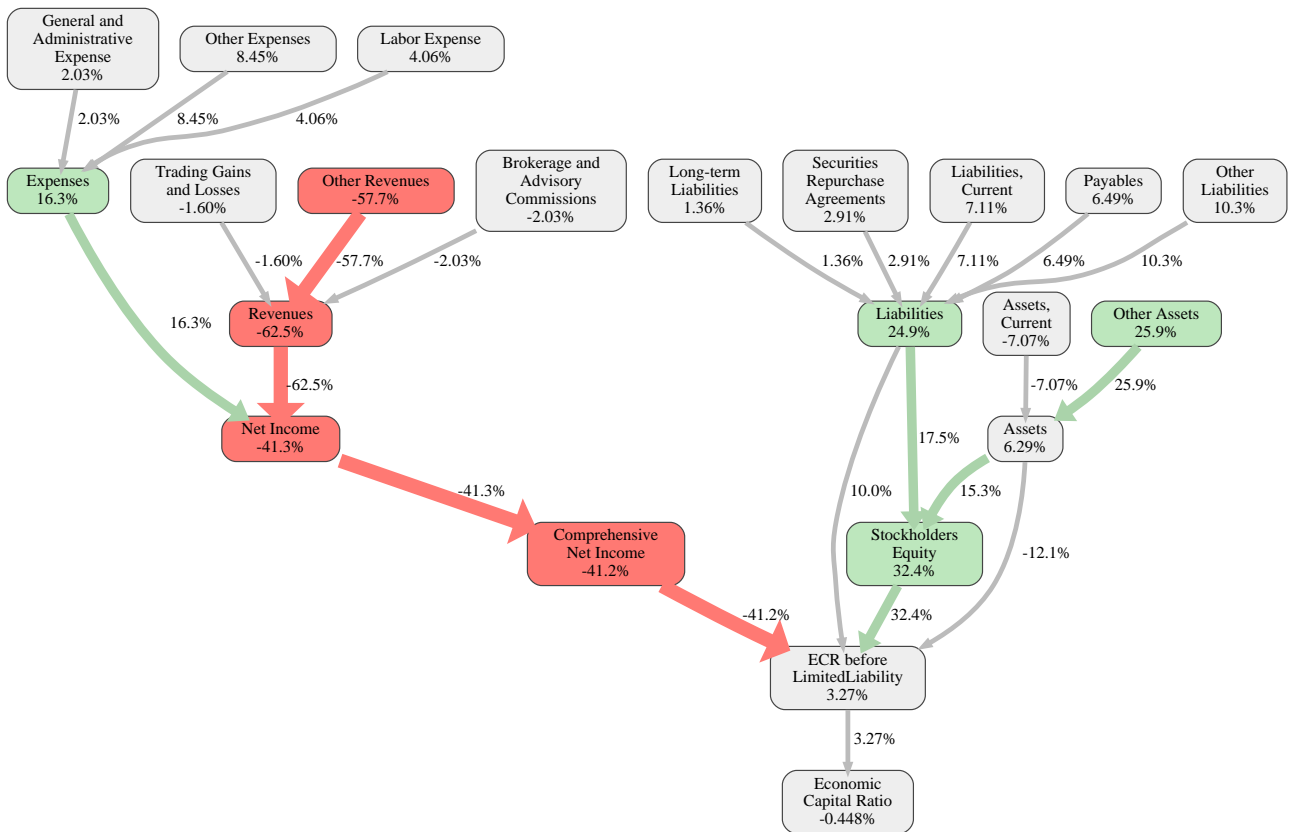 General and
Administrative
Expense
2.03%
Other Expenses
8.45%
Labor Expense
4.06%
2.03%
8.45%
4.06%
Expenses
16.3%
Trading Gains
and Losses
-1.60%
Other Revenues
-57.7%
Brokerage and
Advisory
Commissions
-2.03%
Long-term
Liabilities
1.36%
Securities
Repurchase
Agreements
2.91%
Liabilities,
Current
7.11%
Payables
6.49%
Other
Liabilities
10.3%
-1.60%
-57.7%
-2.03%
1.36%
2.91%
7.11%
6.49%
10.3%
16.3%
Revenues
-62.5%
Liabilities
24.9%
Assets,
Current
-7.07%
Other Assets
25.9%
-62.5%
-7.07%
25.9%
Net Income
-41.3%
17.5%
Assets
6.29%
-41.3%
10.0%
15.3%
Comprehensive
Net Income
-41.2%
Stockholders
Equity
32.4%
-12.1%
-41.2%
32.4%
ECR before
LimitedLiability
3.27%
3.27%
Economic
Capital Ratio
-0.448%